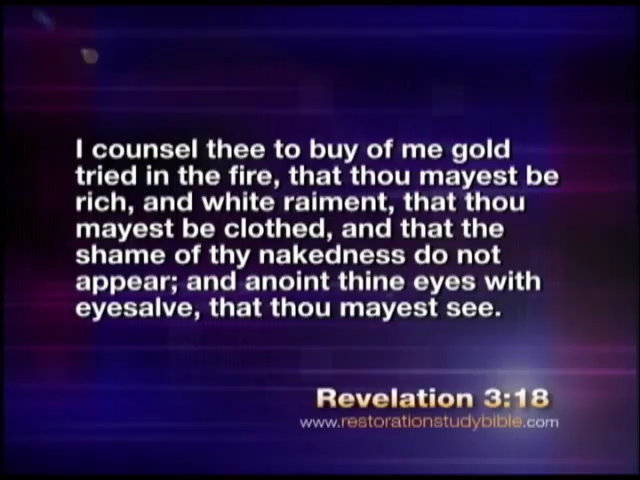 I counsel thee to buy of me gold
tried in the fire, that thou mayest be
rich, and white raiment, that thou
mayest be clothed, and that the
shame of thy nakedness do not
appear; and anoint thine eyes with
eyesalve, that thou mayest see.
Revelation 3:18
www.restorationstudybible.com